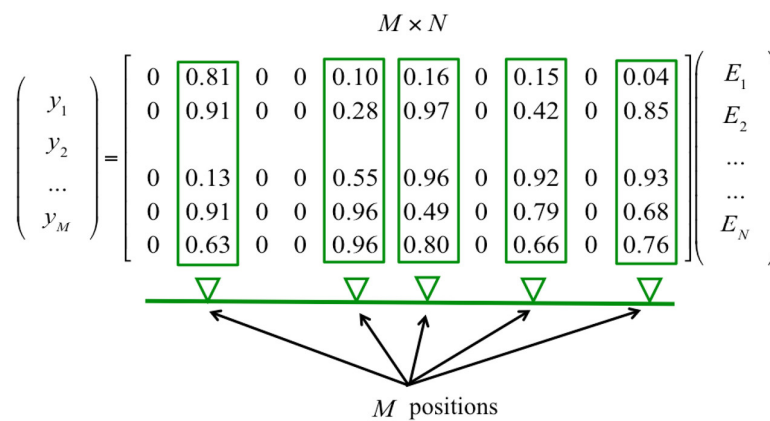 M × N
0 0.81 0 0 0.10 0.16 0 0.15 0 0.04
0 0.91 0 0 0.28 0.97 0 0.42 0 0.85
0 0.13 0 0 0.55 0.96 0 0.92 0 0.93
0 0.91 0 0 0.96 0.49 0 0.79 0 0.68
0 0.63 0 0 0.96 0.80 0 0.66 0 0.76
y₁
y₂
...
y_M
=
E₁
E₂
...
...
E_N
M positions